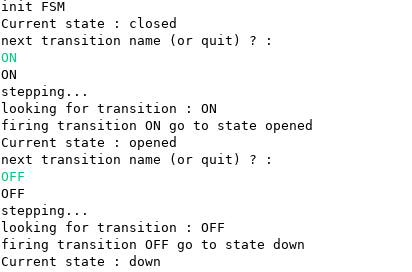 init FSM
Current state : closed
next transition name (or quit) ? :
ON
ON
stepping...
looking for transition : ON
firing transition ON go to state opened
Current state : opened
next transition name (or quit) ? :
OFF
OFF
stepping...
looking for transition : OFF
firing transition OFF go to state down
Current state : down